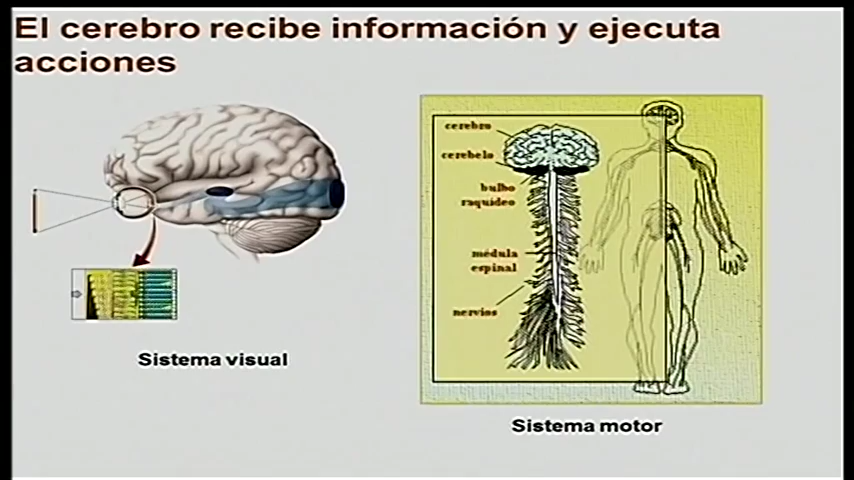 El cerebro recibe información y ejecuta
acciones
cerebro
cerebelo
bulbo
raquídeo
médula
espinal
nervios
Sistema visual
Sistema motor